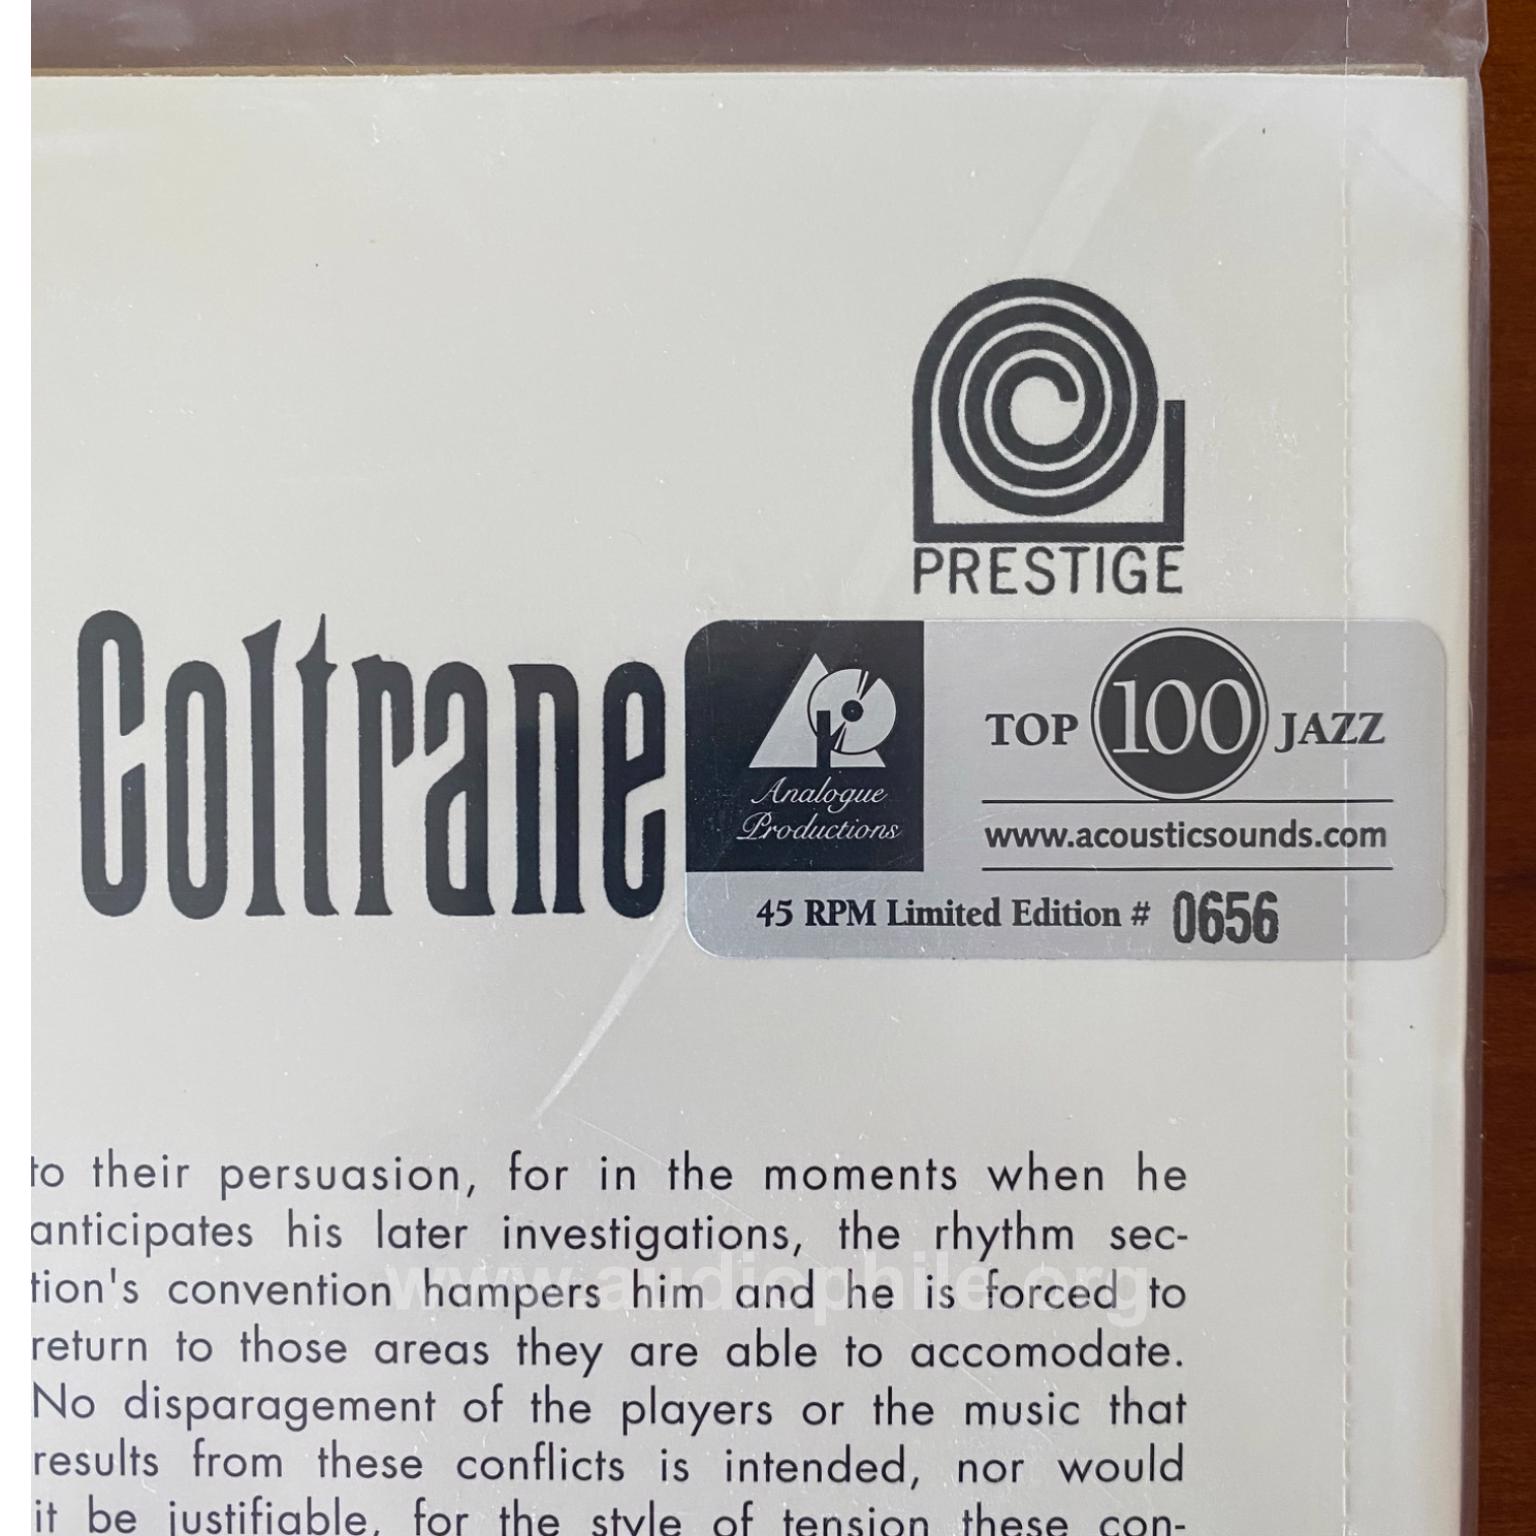 PRESTIGE
Coltrane
Analogue
Productions
TOP 100 JAZZ
www.acousticsounds.com
45 RPM Limited Edition # 0656
to their persuasion, for in the moments when he
anticipates his later investigations, the rhythm sec-
tion's convention hampers him and he is forced to
www.audiophile.org
return to those areas they are able to accomodate.
No disparagement of the players or the music that
results from these conflicts is intended, nor would
it be justifiable, for the style of tension these con-